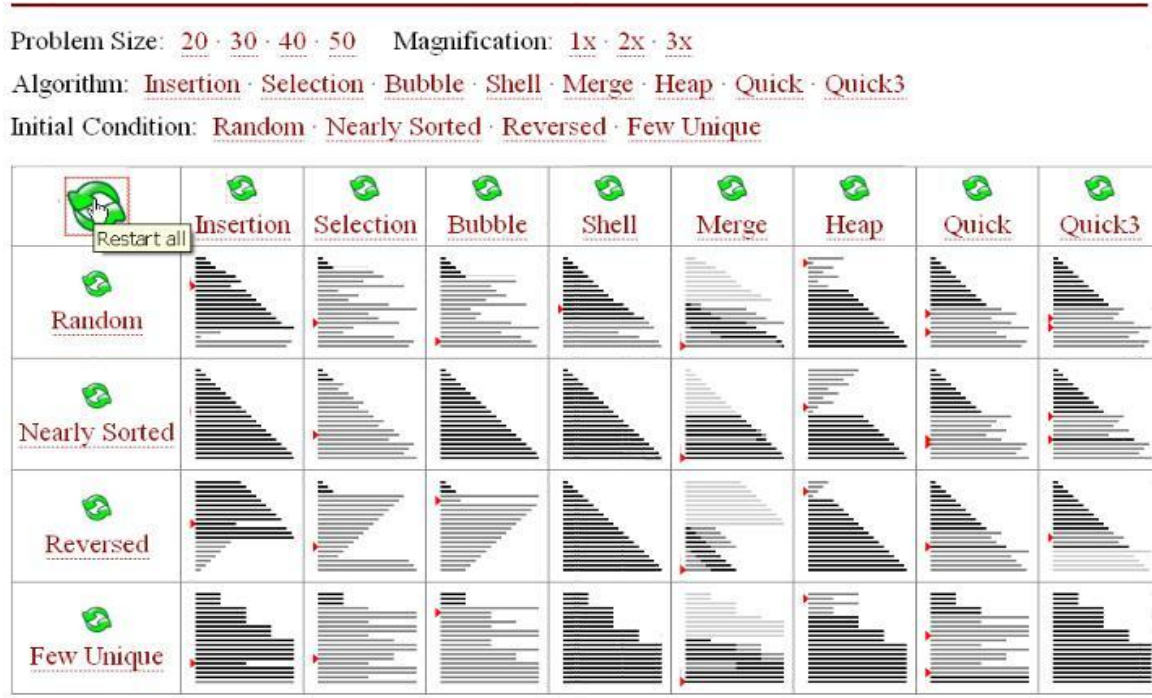 Problem Size: 20 · 30 · 40 · 50 Magnification: 1x · 2x · 3x
Algorithm: Insertion · Selection · Bubble · Shell · Merge · Heap · Quick · Quick3
Initial Condition: Random · Nearly Sorted · Reversed · Few Unique
Insertion Selection Bubble Shell Merge Heap Quick Quick3
Restart all
Random
Nearly Sorted
Reversed
Few Unique